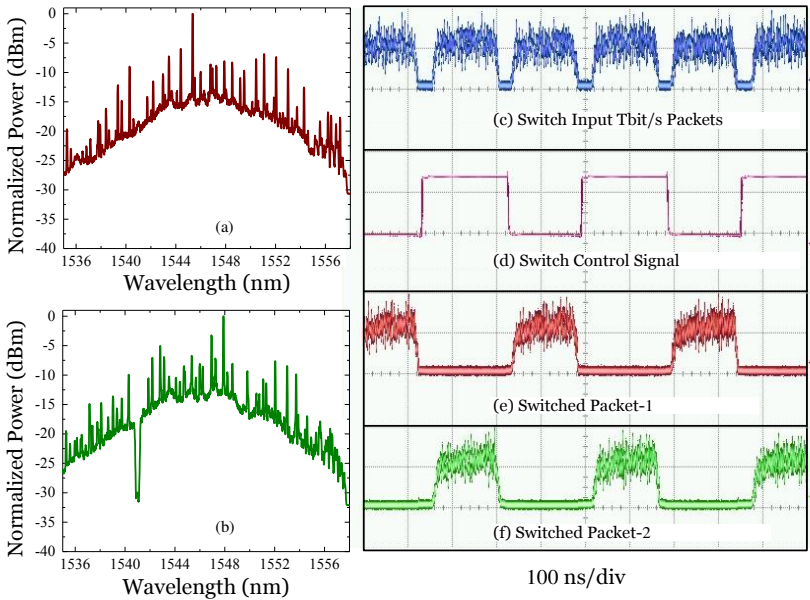 Normalized Power (dBm)
0
-5
-10
-15
-20
-25
-30
-35
-40
(a)
1536 1540 1544 1548 1552 1556
Wavelength (nm)
Normalized Power (dBm)
0
-5
-10
-15
-20
-25
-30
-35
-40
(b)
1536 1540 1544 1548 1552 1556
Wavelength (nm)
(c) Switch Input Tbit/s Packets
(d) Switch Control Signal
(e) Switched Packet-1
(f) Switched Packet-2
100 ns/div